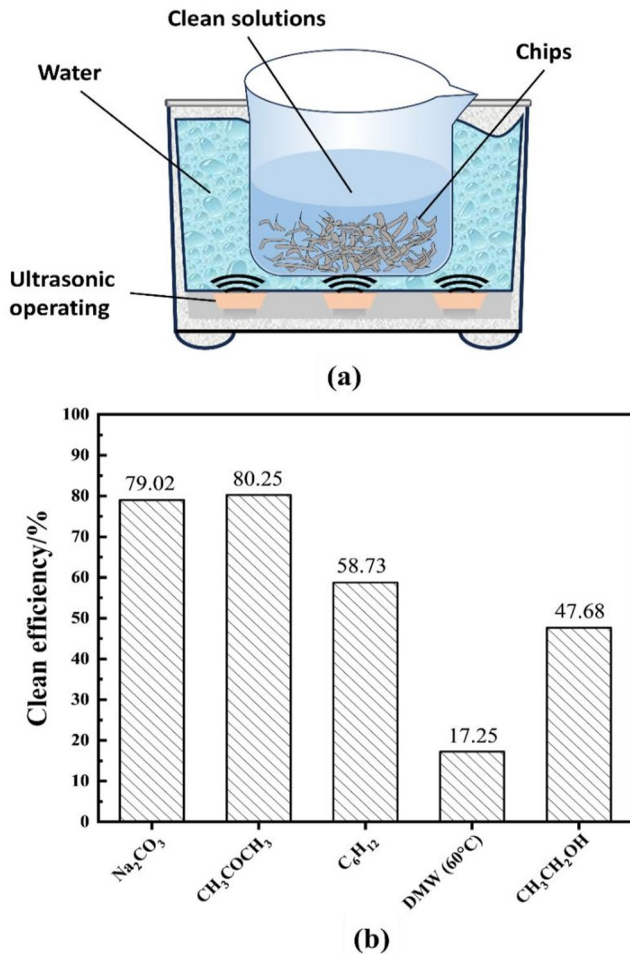 Clean solutions
Chips
Water
Ultrasonic
operating
(a)
Clean efficiency/%
100
90
80
70
60
50
40
30
20
10
0
79.02
80.25
58.73
17.25
47.68
Na₂CO₃
CH₃COCH₃
C₆H₁₂
DMW (60°C)
CH₃CH₂OH
(b)